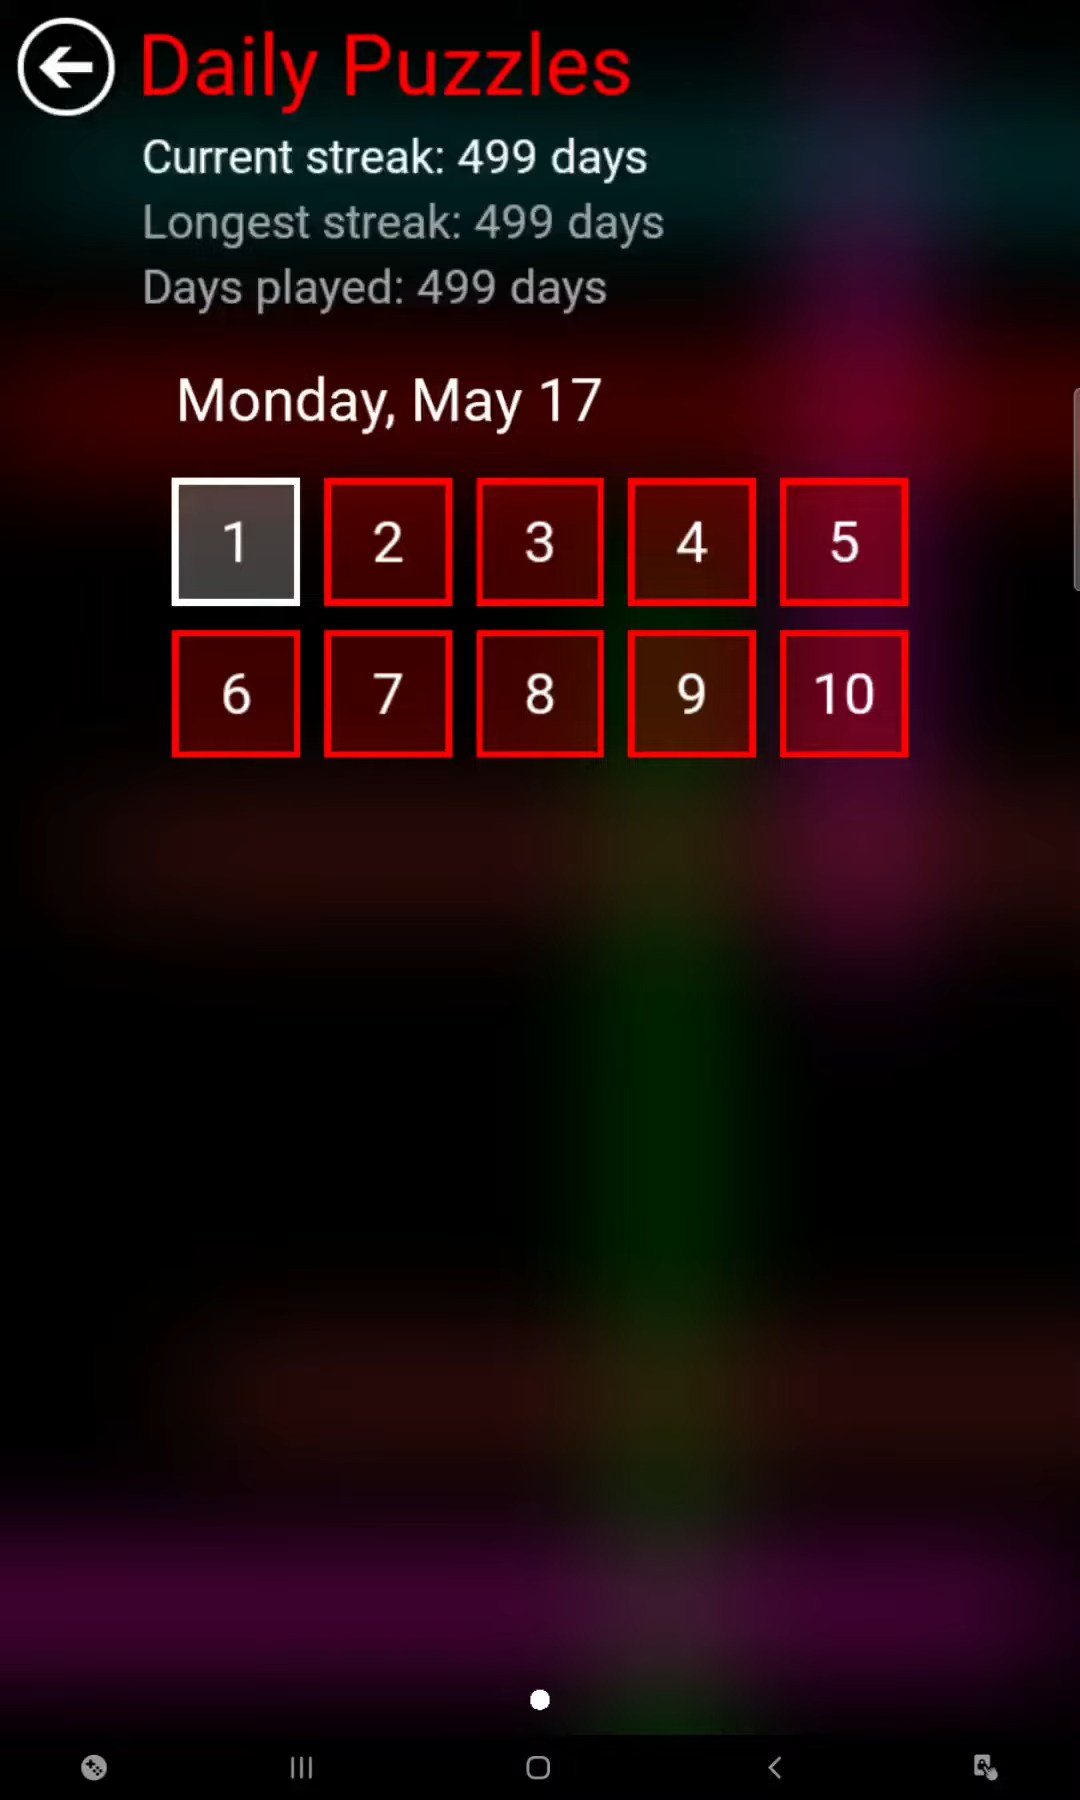 Daily Puzzles
Current streak: 499 days
Longest streak: 499 days
Days played: 499 days
Monday, May 17
1 2 3 4 5
6 7 8 9 10